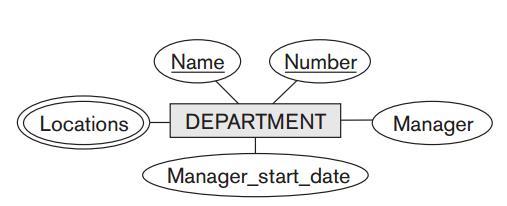 Name
Number
Locations
DEPARTMENT
Manager
Manager_start_date